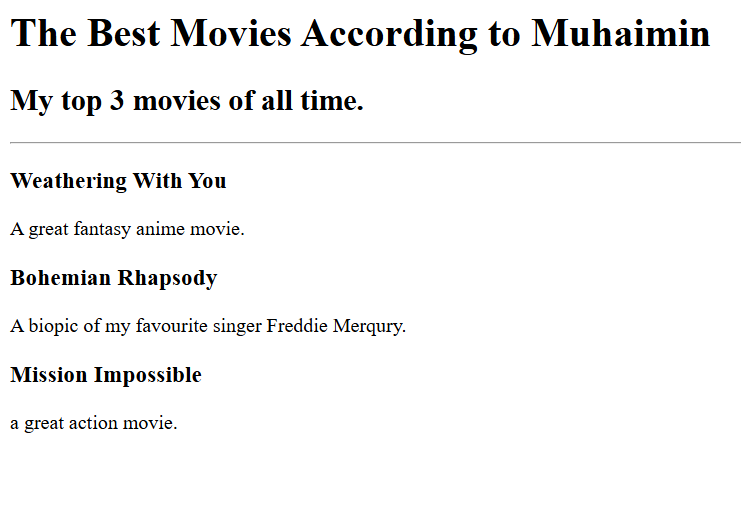 The Best Movies According to Muhaimin
My top 3 movies of all time.
Weathering With You
A great fantasy anime movie.
Bohemian Rhapsody
A biopic of my favourite singer Freddie Merqury.
Mission Impossible
a great action movie.